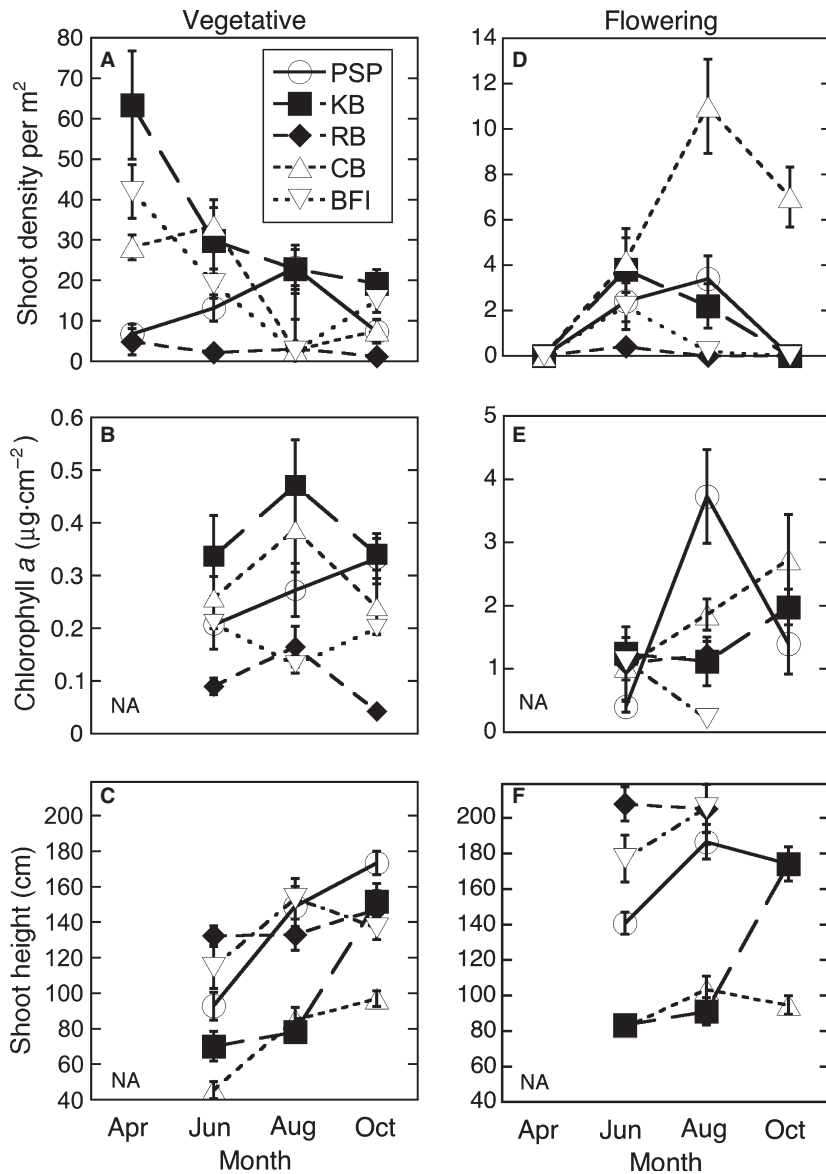 Vegetative
Flowering
A
80
70
60
50
40
30
20
10
0
Shoot density per m²
PSP
KB
RB
CB
BFI
D
14
12
10
8
6
4
2
0
B
0.6
0.5
0.4
0.3
0.2
0.1
0
Chlorophyll a (µg·cm⁻²)
NA
E
5
4
3
2
1
0
NA
C
200
180
160
140
120
100
80
60
40
Shoot height (cm)
NA
Apr Jun Aug Oct
Month
F
200
180
160
140
120
100
80
60
40
NA
Apr Jun Aug Oct
Month